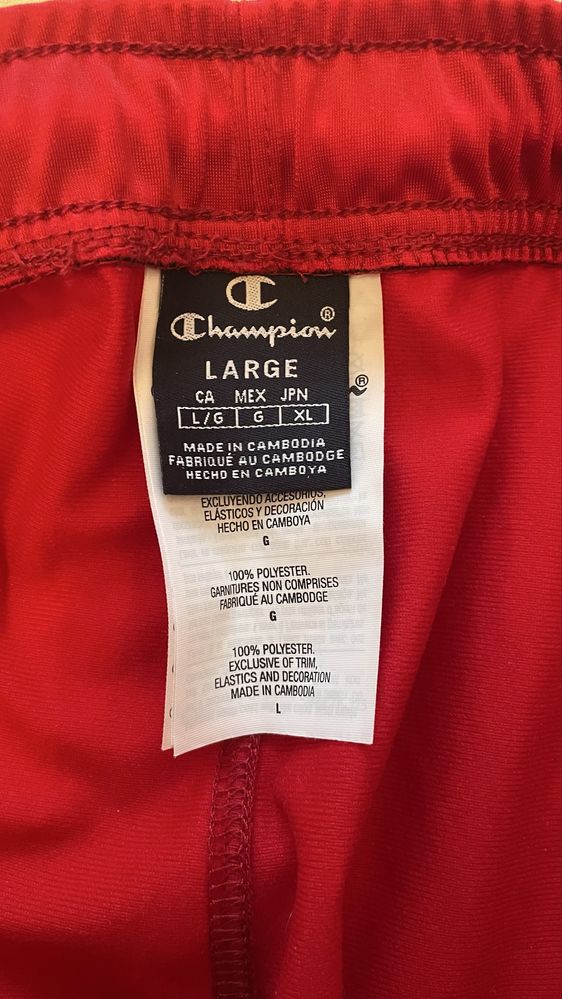 Champion®
LARGE
CA MEX JPN
L/G G XL
MADE IN CAMBODIA
FABRIQUÉ AU CAMBODGE
HECHO EN CAMBOYA
®
EXCLUYENDO ACCESORIOS,
ELÁSTICOS Y DECORACIÓN
HECHO EN CAMBOYA
G
100% POLYESTER.
GARNITURES NON COMPRISES
FABRIQUÉ AU CAMBODGE
G
100% POLYESTER.
EXCLUSIVE OF TRIM,
ELASTICS AND DECORATION
MADE IN CAMBODIA
L